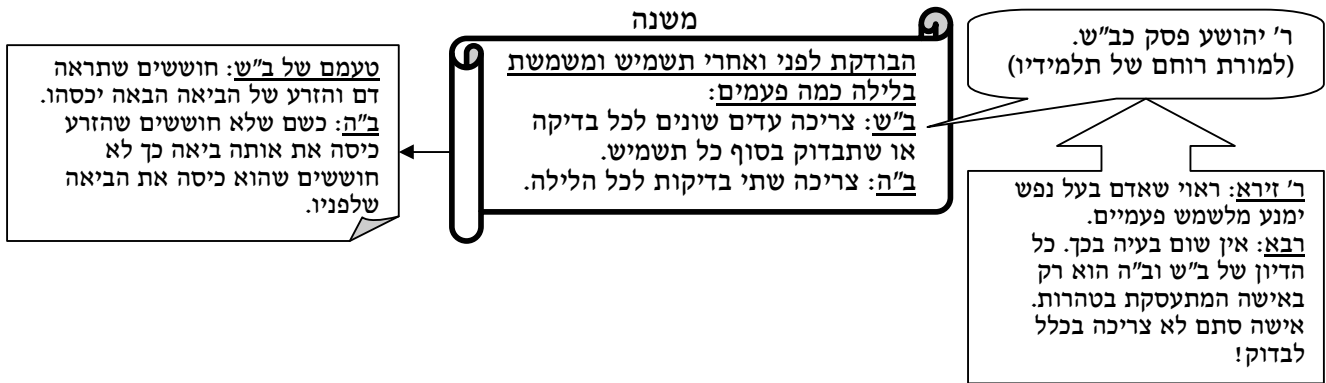 משנה
הבודקת לפני ואחרי תשמיש ומשמשת
בלילה כמה פעמים:
ב"ש: צריכה עדים שונים לכל בדיקה
או שתבדוק בסוף כל תשמיש.
ב"ה: צריכה שתי בדיקות לכל הלילה.
ר' יהושע פסק כב"ש.
(למורת רוחם של תלמידיו)
ר' זירא: ראוי שאדם בעל נפש
ימנע מלשמש פעמיים.
רבא: אין שום בעיה בכך. כל
הדיון של ב"ש וב"ה הוא רק
באישה המתעסקת בטהרות.
אישה סתם לא צריכה בכלל
לבדוק!
טעמם של ב"ש: חוששים שתראה
דם והזרע של הביאה הבאה יכסהו.
ב"ה: כשם שלא חוששים שהזרע
כיסה את אותה ביאה כך לא
חוששים שהוא כיסה את הביאה
שלפניו.